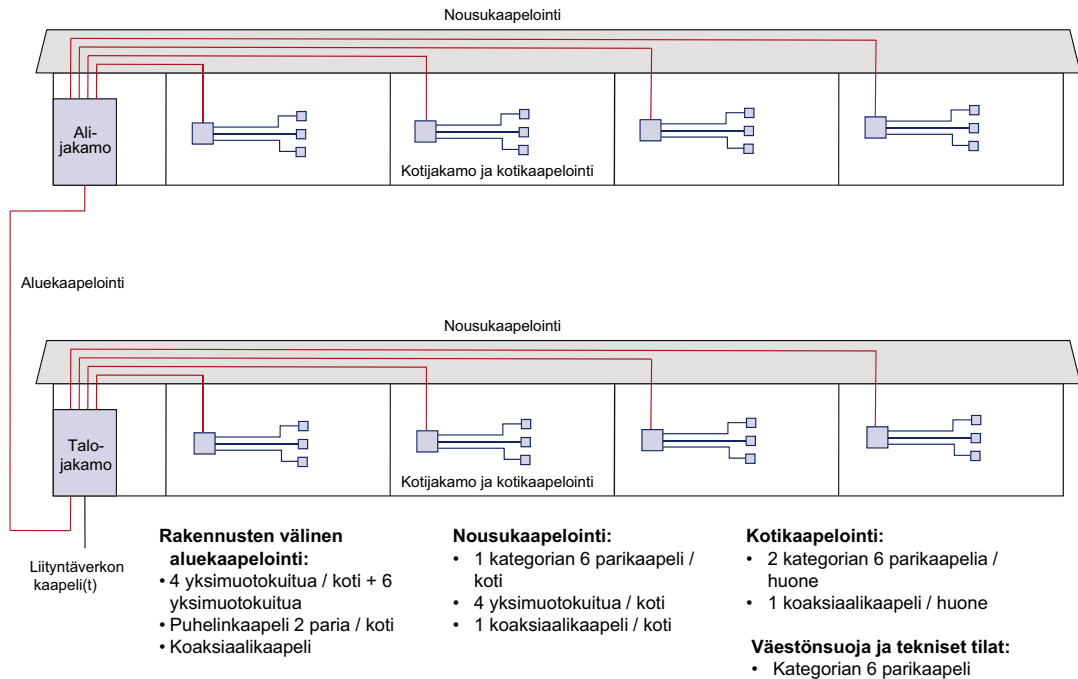 Nousukaapelointi
Ali-
jakamo
Kotijakamo ja kotikaapelointi
Aluekaapelointi
Nousukaapelointi
Talo-
jakamo
Kotijakamo ja kotikaapelointi
Liityntäverkon
kaapeli(t)
Rakennusten välinen
aluekaapelointi:
• 4 yksimuotokuitua / koti + 6
yksimuotokuitua
• Puhelinkaapeli 2 paria / koti
• Koaksiaalikaapeli
Nousukaapelointi:
• 1 kategorian 6 parikaapeli /
koti
• 4 yksimuotokuitua / koti
• 1 koaksiaalikaapeli / koti
Kotikaapelointi:
• 2 kategorian 6 parikaapelia /
huone
• 1 koaksiaalikaapeli / huone
Väestönsuoja ja tekniset tilat:
• Kategorian 6 parikaapeli